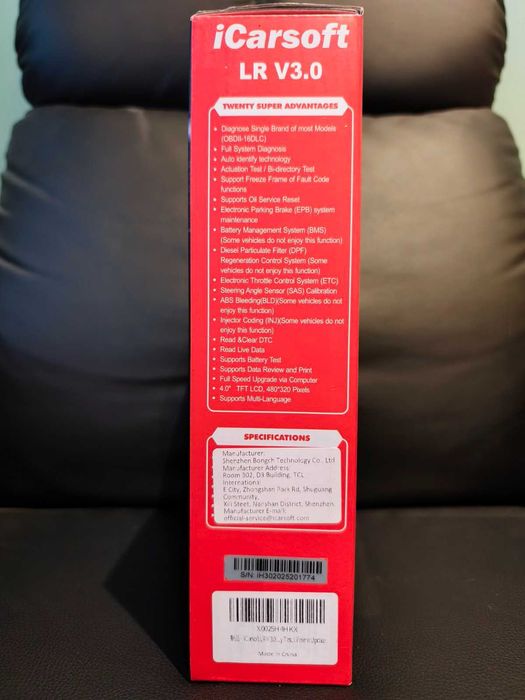 iCarsoft
LR V3.0
TWENTY SUPER ADVANTAGES
• Diagnose Single Brand of most Models
(OBDII-16DLC)
• Full System Diagnosis
• Auto identify technology
• Actuation Test / Bi-directory Test
• Support Freeze Frame of Fault Code
functions
• Supports Oil Service Reset
• Electronic Parking Brake (EPB) system
maintenance
• Battery Management System (BMS)
(Some vehicles do not enjoy this function)
• Diesel Particulate Filter (DPF)
Regeneration Control System (Some
vehicles do not enjoy this function)
• Electronic Throttle Control System (ETC)
• Steering Angle Sensor (SAS) Calibration
• ABS Bleeding(BLD)(Some vehicles do not
enjoy this function)
• Injector Coding (INJ)(Some vehicles do not
enjoy this function)
• Read &Clear DTC
• Read Live Data
• Supports Battery Test
• Supports Data Review and Print
• Full Speed Upgrade via Computer
• 4.0" TFT LCD, 480*320 Pixels
• Supports Multi-Language
SPECIFICATIONS
Manufacturer:
Shenzhen Bongch Technology Co., Ltd
Manufacturer Address:
Room 302, D3 Building, TCL
International
E City, Zhongshan Park Rd, Shuguang
Community,
Xili Steet, Nanshan District, Shenzhen
Manufacturer E-mail:
official-service@icarsoft.com
S/N: IH302025201774
Made in China